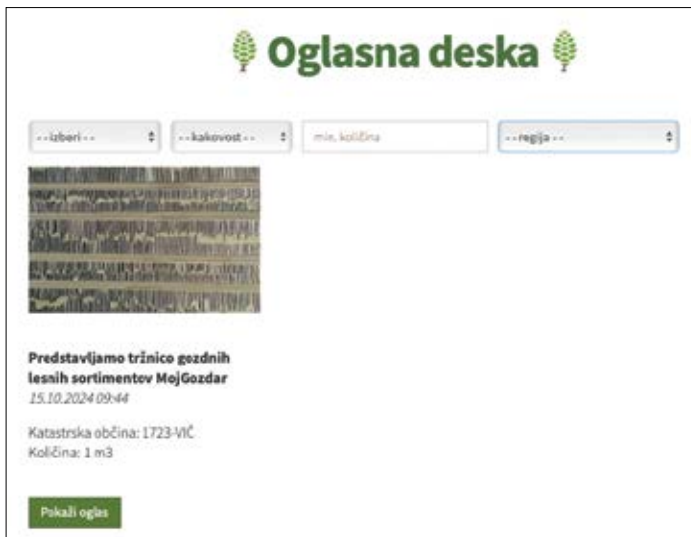 Oglasna deska
--izberi--
--kakovost--
min. količina
--regija--
Predstavljamo tržnico gozdnih
lesnih sortimentov MojGozdar
15.10.2024 09:44
Katastrska občina: 1723-VIČ
Količina: 1 m3
Pokaži oglas